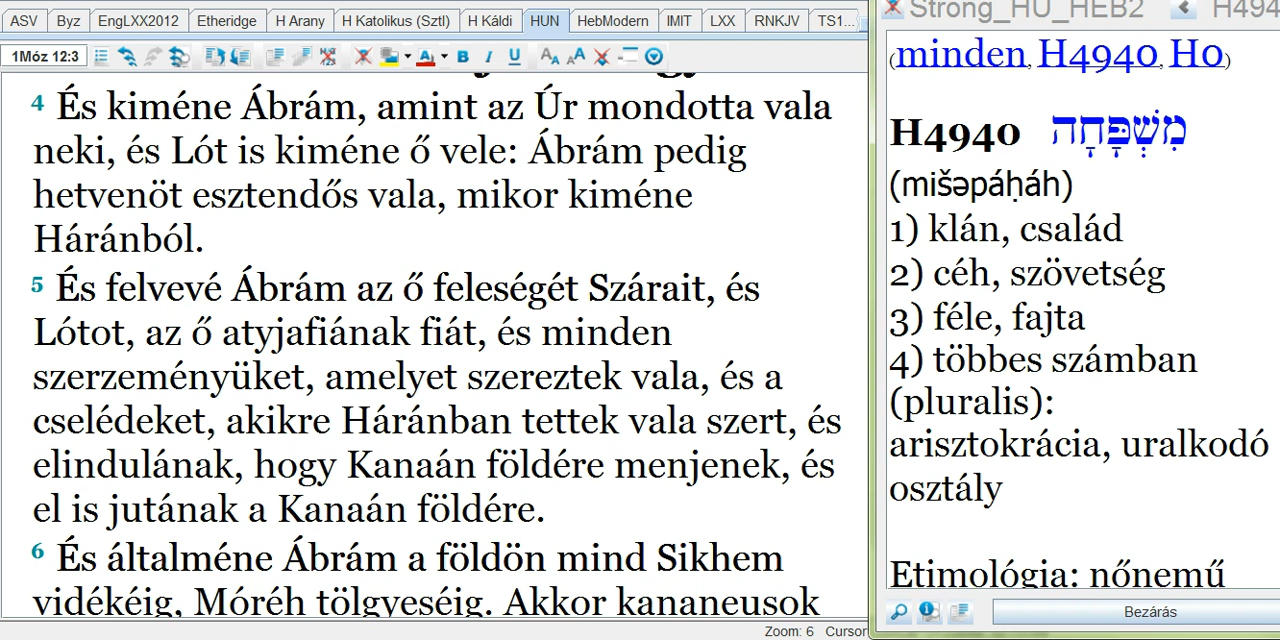 ASV Byz EngLXX2012 Etheridge H Arany H Katolikus (Sztl) H Káldi HUN HebModern IMIT LXX RNKJV TS1...
1Móz 12:3
4 És kiméne Ábrám, amint az Úr mondotta vala
neki, és Lót is kiméne ő vele: Ábrám pedig
hetvenöt esztendős vala, mikor kiméne
Háránból.
5 És felvevé Ábrám az ő feleségét Szárait, és
Lótot, az ő atyjafiának fiát, és minden
szerzeményüket, amelyet szereztek vala, és a
cselédeket, akikre Háránban tettek vala szert, és
elindulának, hogy Kanaán földére menjenek, és
el is jutának a Kanaán földére.
6 És általméne Ábrám a földön mind Sikhem
vidékéig, Móréh tölgyeséig. Akkor kananeusok
Zoom: 6 Cursor
Strong_HU_HEB2 H494
(minden, H4940, H0)
H4940 מִשְׁפָּחָה
(mišəpáḥáh)
1) klán, család
2) céh, szövetség
3) féle, fajta
4) többes számban
(pluralis):
arisztokrácia, uralkodó
osztály
Etimológia: nőnemű
Bezárás